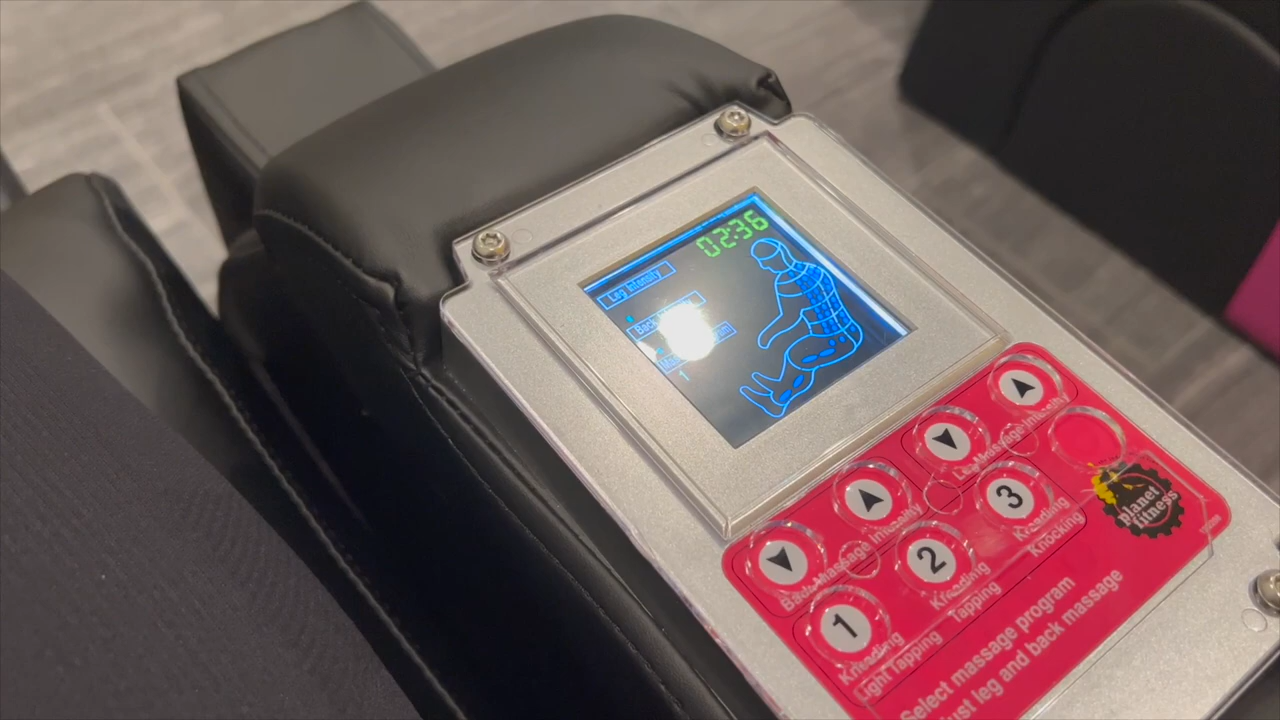 02:36
Leg Intensity
Back
1
Leg Massage Intensity
Back Massage Intensity
3
Kneading
Knocking
2
Kneading
Tapping
1
Kneading
Light Tapping
planet
fitness
Select massage program
leg and back massage